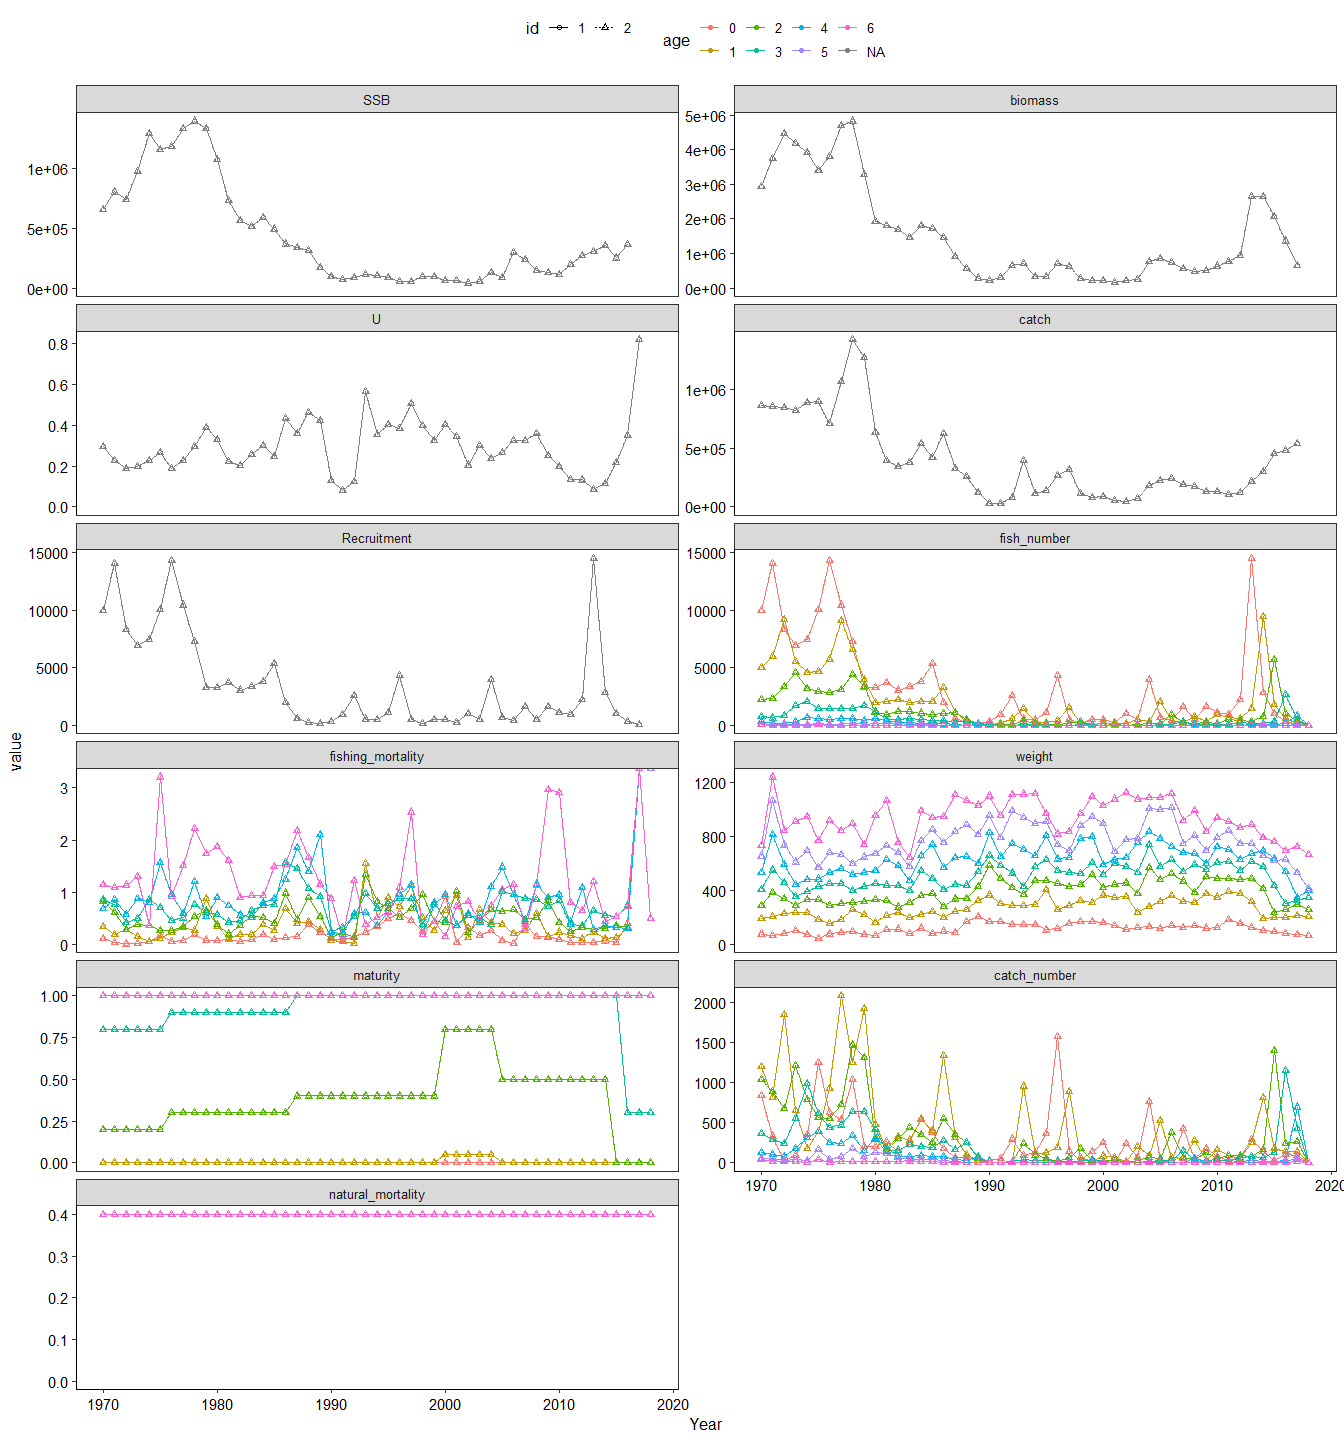 id 1 2 age 0 2 4 6
1 3 5 NA
SSB
1e+06
5e+05
0e+00
biomass
5e+06
4e+06
3e+06
2e+06
1e+06
0e+00
U
0.8
0.6
0.4
0.2
0.0
catch
1e+06
5e+05
0e+00
Recruitment
15000
10000
5000
0
fish_number
15000
10000
5000
0
fishing_mortality
3
2
1
0
weight
1200
800
400
0
maturity
1.00
0.75
0.50
0.25
0.00
catch_number
2000
1500
1000
500
0
1970 1980 1990 2000 2010 2020
natural_mortality
0.4
0.3
0.2
0.1
0.0
1970 1980 1990 2000 2010 2020
Year
value